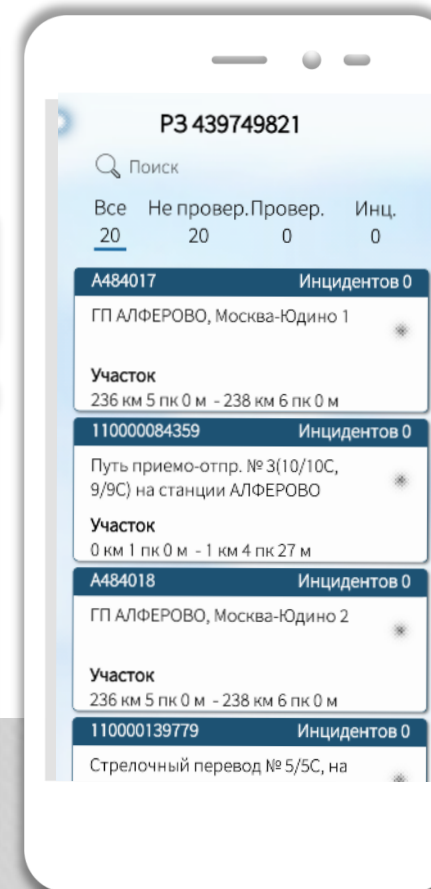 РЗ 439749821
Поиск
Все Не провер. Провер. Инц.
20 20 0 0
А484017 Инцидентов 0
ГП АЛФЕРОВО, Москва-Юдино 1
Участок
236 км 5 пк 0 м - 238 км 6 пк 0 м
110000084359 Инцидентов 0
Путь приемо-отпр. № 3(10/10С,
9/9С) на станции АЛФЕРОВО
Участок
0 км 1 пк 0 м - 1 км 4 пк 27 м
А484018 Инцидентов 0
ГП АЛФЕРОВО, Москва-Юдино 2
Участок
236 км 5 пк 0 м - 238 км 6 пк 0 м
110000139779 Инцидентов 0
Стрелочный перевод № 5/5С, на